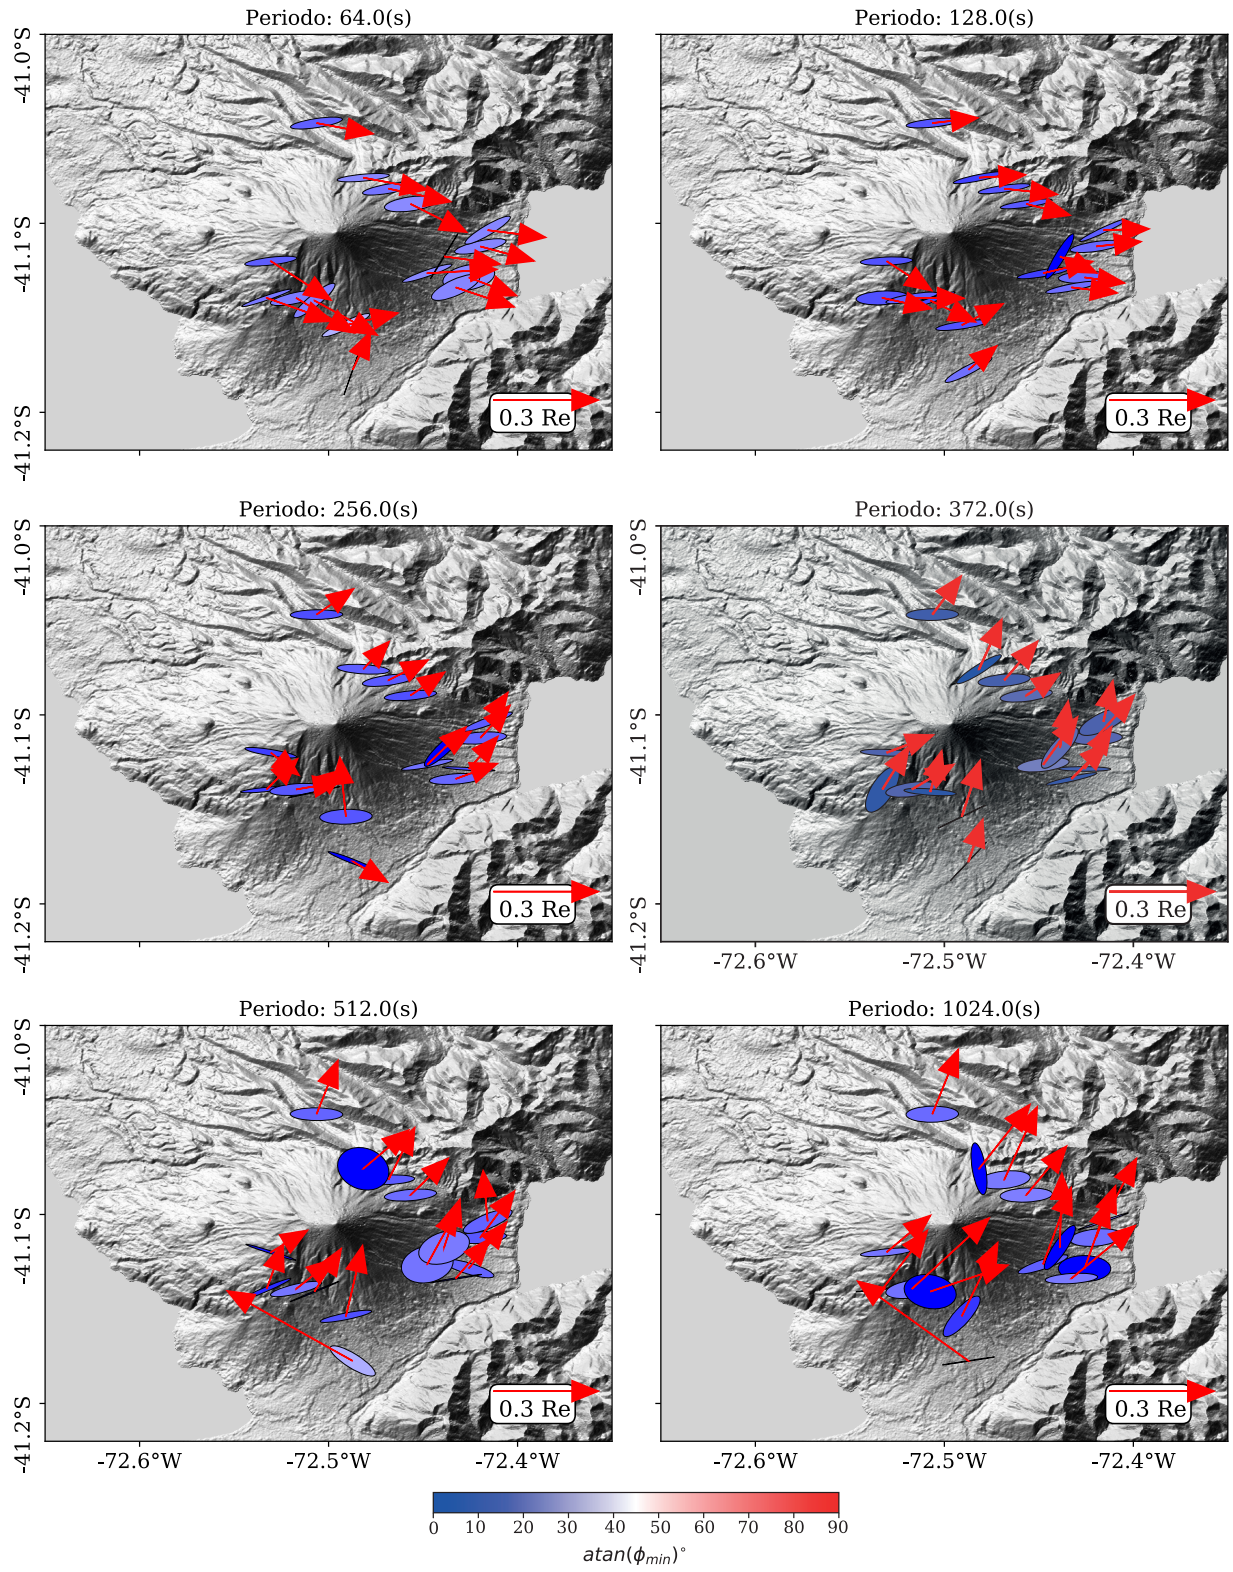 Periodo: 64.0(s)
Periodo: 128.0(s)
-41.0°S
-41.1°S
-41.2°S
0.3 Re
0.3 Re
Periodo: 256.0(s)
Periodo: 372.0(s)
-41.0°S
-41.1°S
-41.2°S
0.3 Re
-41.0°S
-41.1°S
-41.2°S
0.3 Re
-72.6°W
-72.5°W
-72.4°W
Periodo: 512.0(s)
Periodo: 1024.0(s)
-41.0°S
-41.1°S
-41.2°S
0.3 Re
0.3 Re
-72.6°W
-72.5°W
-72.4°W
-72.6°W
-72.5°W
-72.4°W
0 10 20 30 40 50 60 70 80 90
atan(ϕmin)°